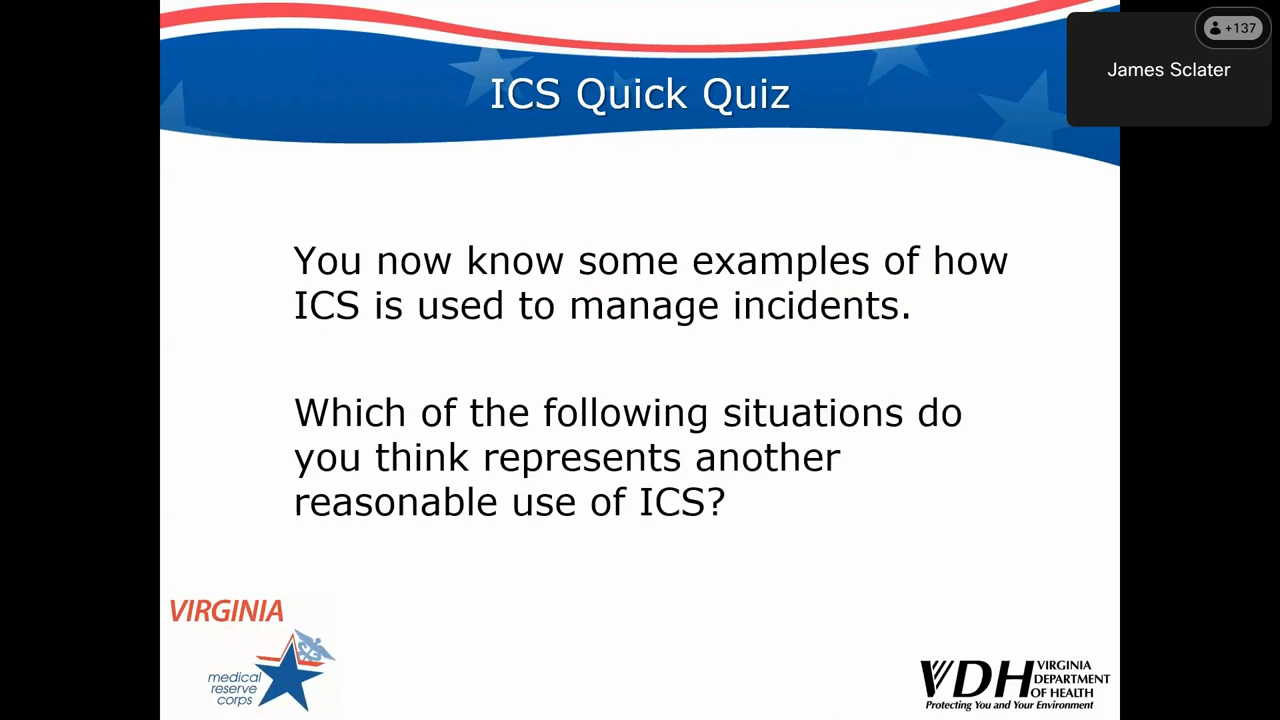 ICS Quick Quiz
+137
James Sclater
You now know some examples of how
ICS is used to manage incidents.
Which of the following situations do
you think represents another
reasonable use of ICS?
VIRGINIA
medical
reserve
corps
VDH
VIRGINIA
DEPARTMENT
OF HEALTH
Protecting You and Your Environment